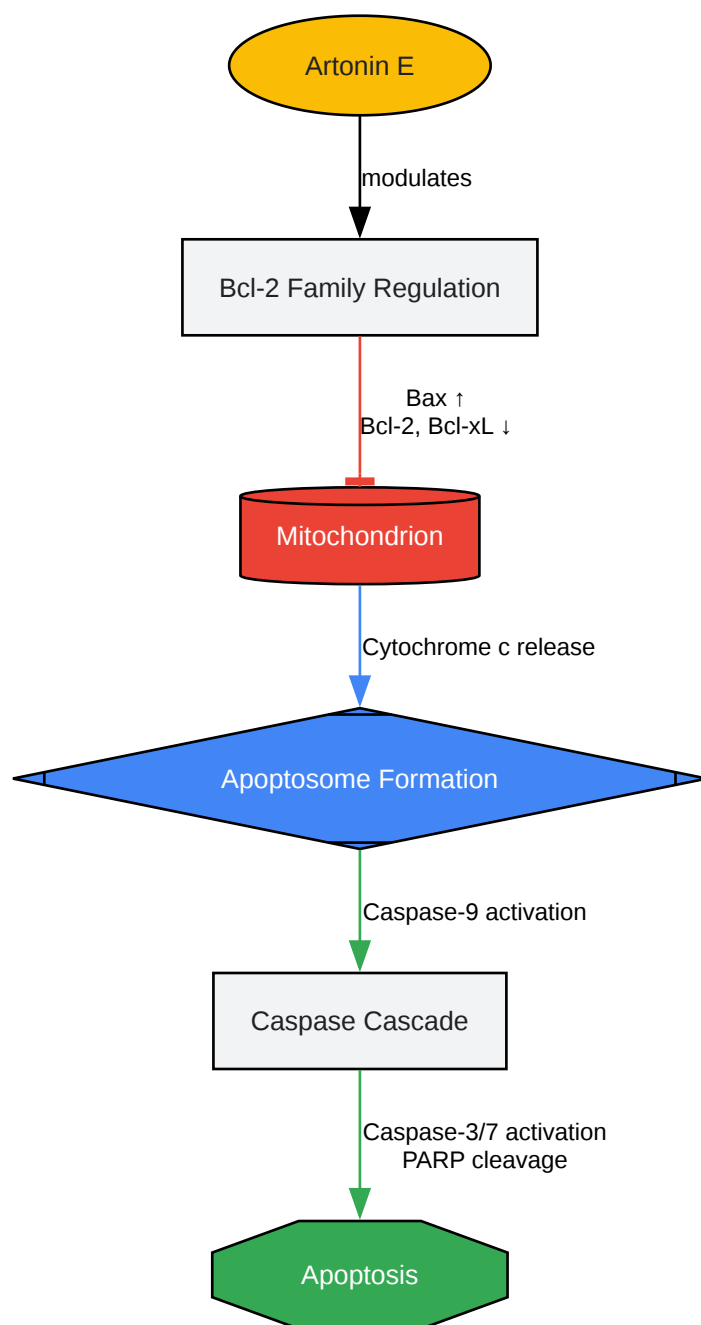 Artonin E
modulates
Bcl-2 Family Regulation
Bax ↑
Bcl-2, Bcl-xL ↓
Mitochondrion
Cytochrome c release
Apoptosome Formation
Caspase-9 activation
Caspase Cascade
Caspase-3/7 activation
PARP cleavage
Apoptosis